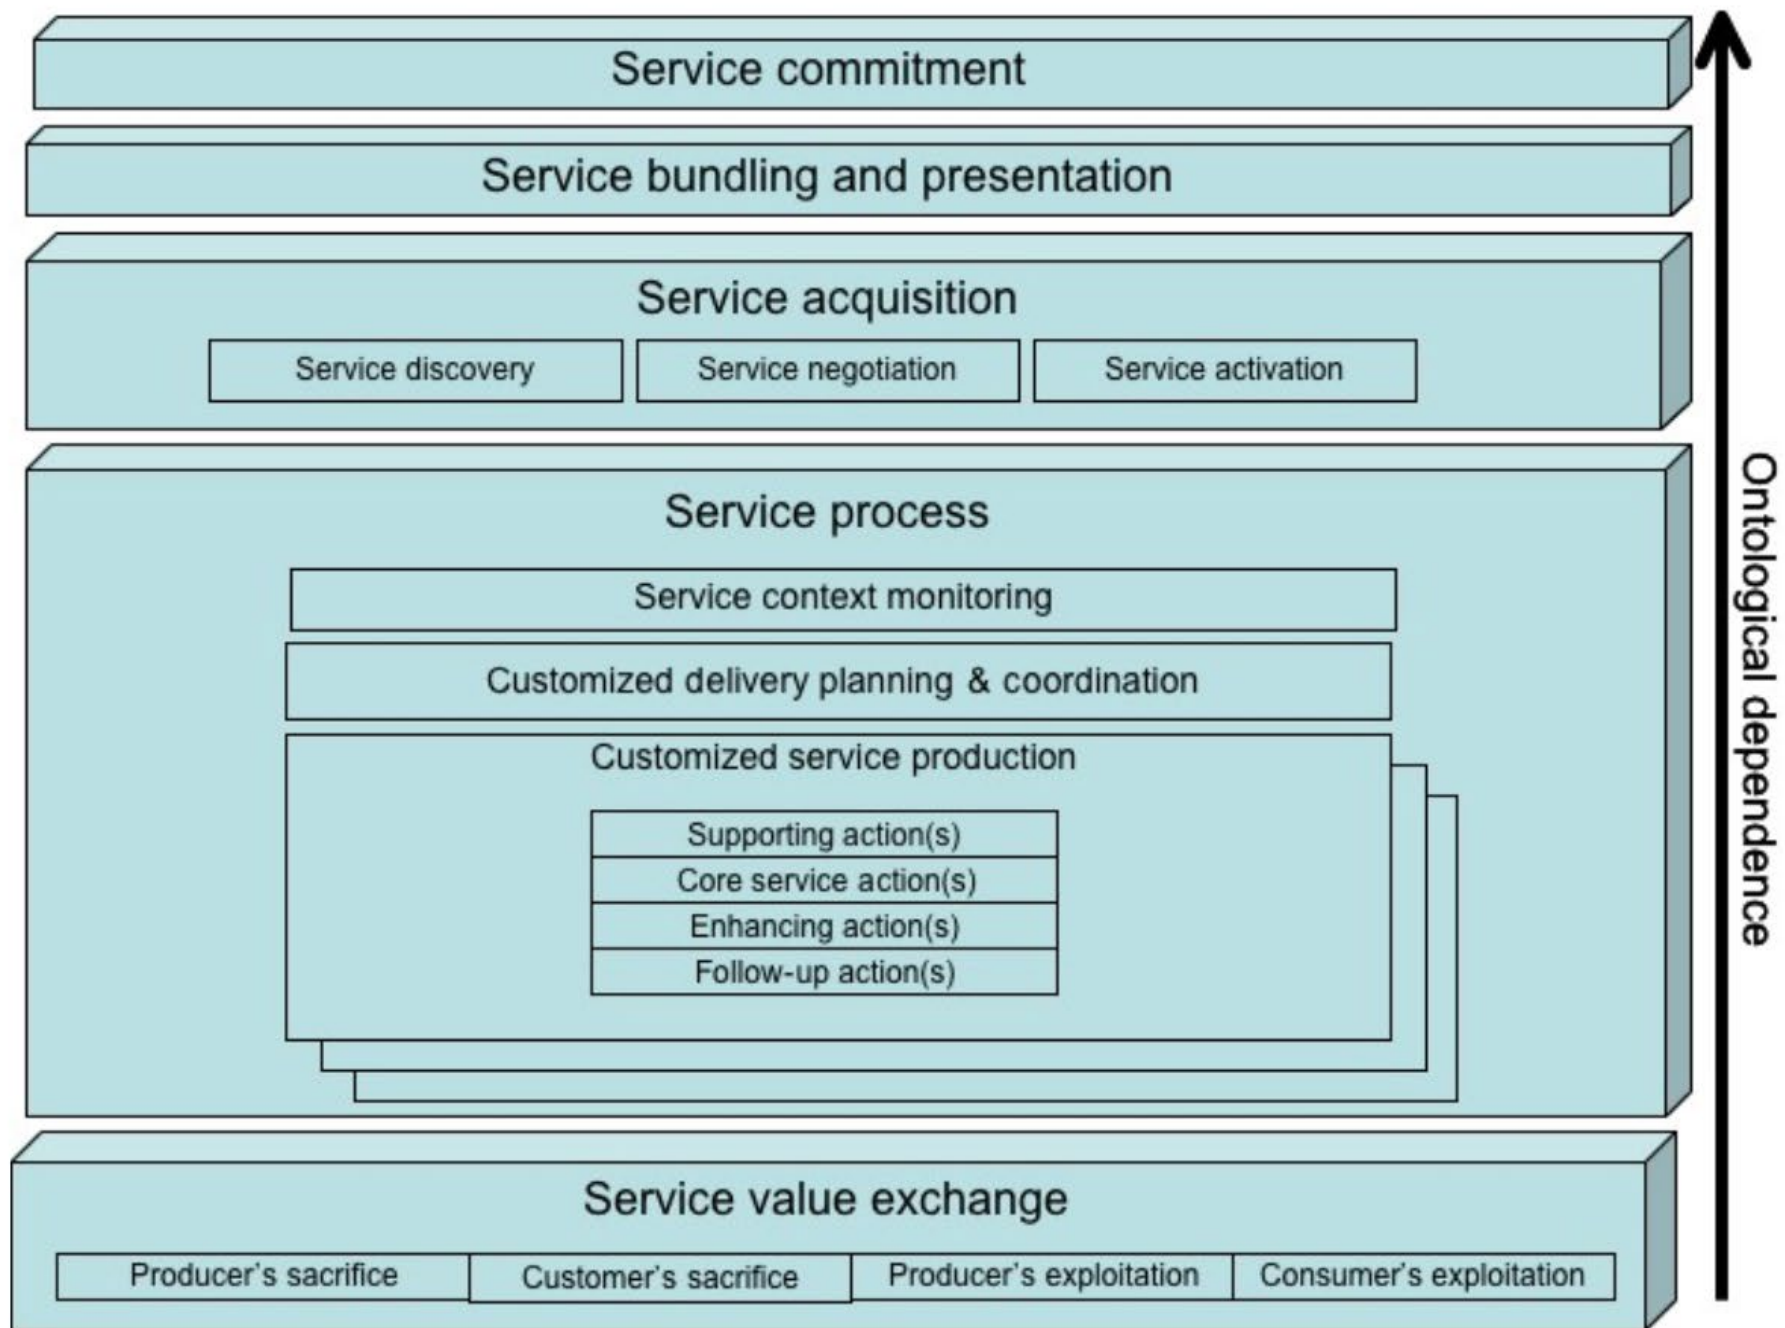 Service commitment
Service bundling and presentation
Service acquisition
Service discovery
Service negotiation
Service activation
Service process
Service context monitoring
Customized delivery planning & coordination
Customized service production
Supporting action(s)
Core service action(s)
Enhancing action(s)
Follow-up action(s)
Service value exchange
Producer's sacrifice
Customer's sacrifice
Producer's exploitation
Consumer's exploitation
Ontological dependence